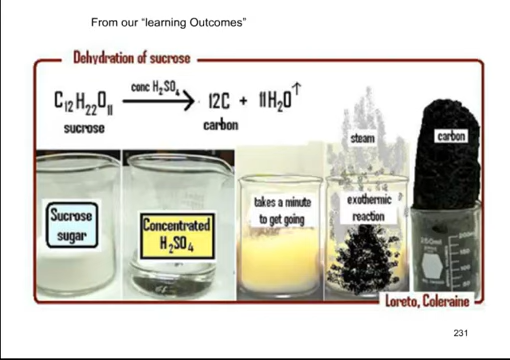 From our “learning Outcomes”
Dehydration of sucrose
C12H22O11 conc H2SO4 → 12C + 11H2O↑
sucrose carbon
steam
carbon
Sucrose
sugar
Concentrated
H2SO4
takes a minute
to get going
exothermic
reaction
250ml
Loreto, Coleraine
231